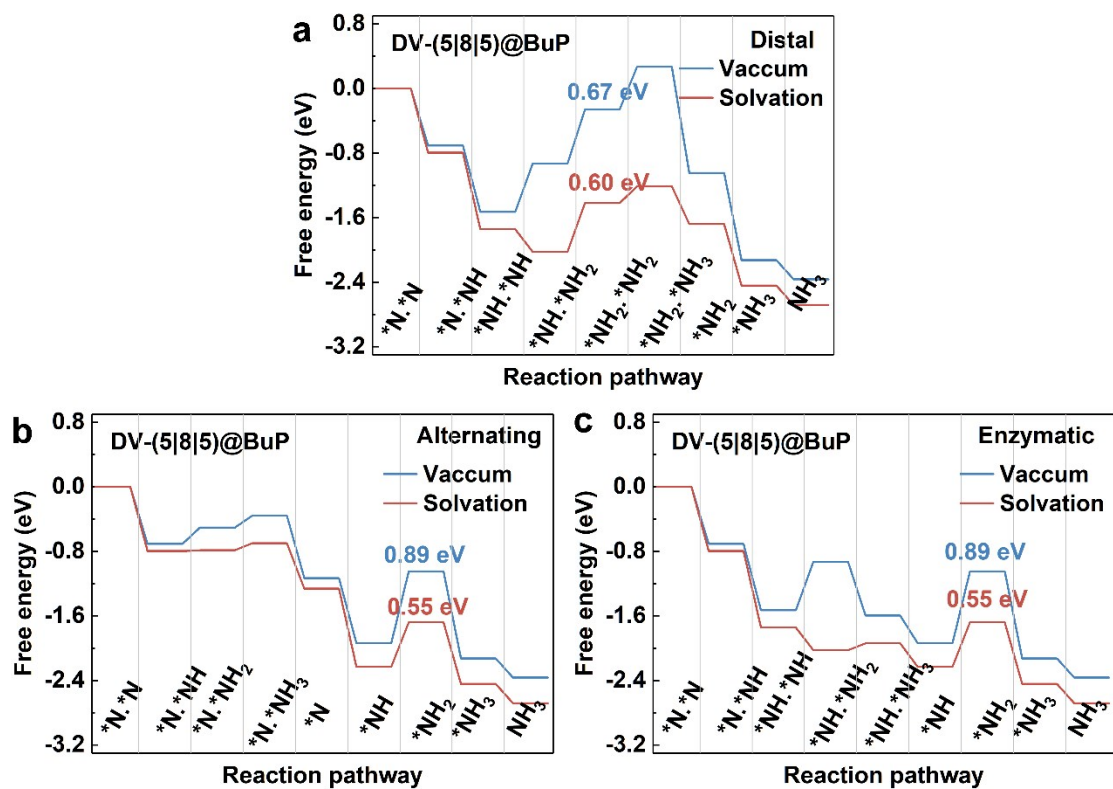 a
DV-(5|8|5)@BuP
Distal
Vaccum
Solvation
0.67 eV
0.60 eV
Free energy (eV)
0.8
0.0
-0.8
-1.6
-2.4
-3.2
*N.*N
*N.*NH
*NH.*NH
*NH.*NH₂
*NH₂.*NH₂
*NH₂.*NH₃
*NH₂
*NH₃
NH₃
Reaction pathway
b
DV-(5|8|5)@BuP
Alternating
Vaccum
Solvation
0.89 eV
0.55 eV
Free energy (eV)
0.8
0.0
-0.8
-1.6
-2.4
-3.2
*N.*N
*N.*NH
*N.*NH₂
*N.*NH₃
*N
*NH
*NH₂
*NH₃
NH₃
Reaction pathway
c
DV-(5|8|5)@BuP
Enzymatic
Vaccum
Solvation
0.89 eV
0.55 eV
Free energy (eV)
0.8
0.0
-0.8
-1.6
-2.4
-3.2
*N.*N
*N.*NH
*NH.*NH
*NH.*NH₂
*NH.*NH₃
*NH
*NH₂
*NH₃
NH₃
Reaction pathway